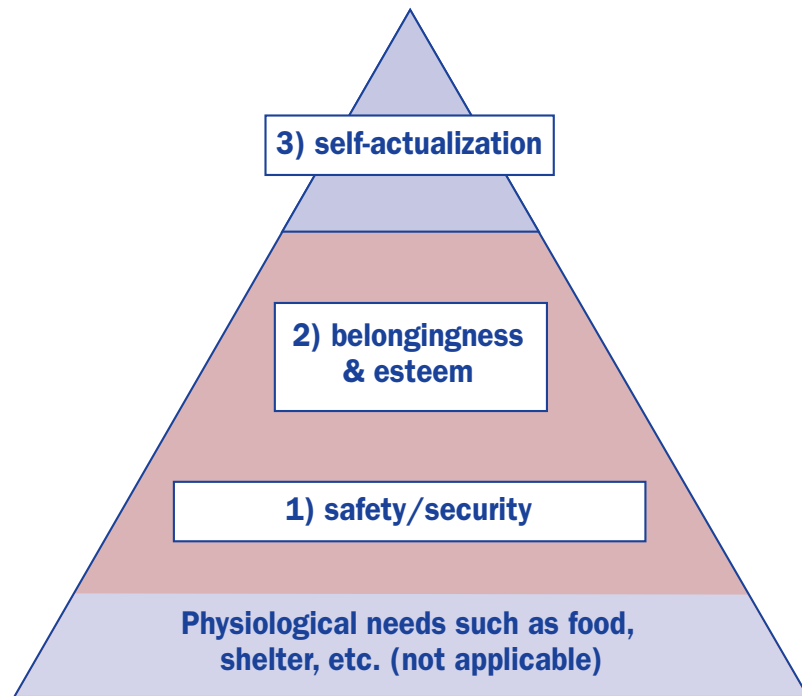 3) self-actualization
2) belongingness
& esteem
1) safety/security
Physiological needs such as food,
shelter, etc. (not applicable)